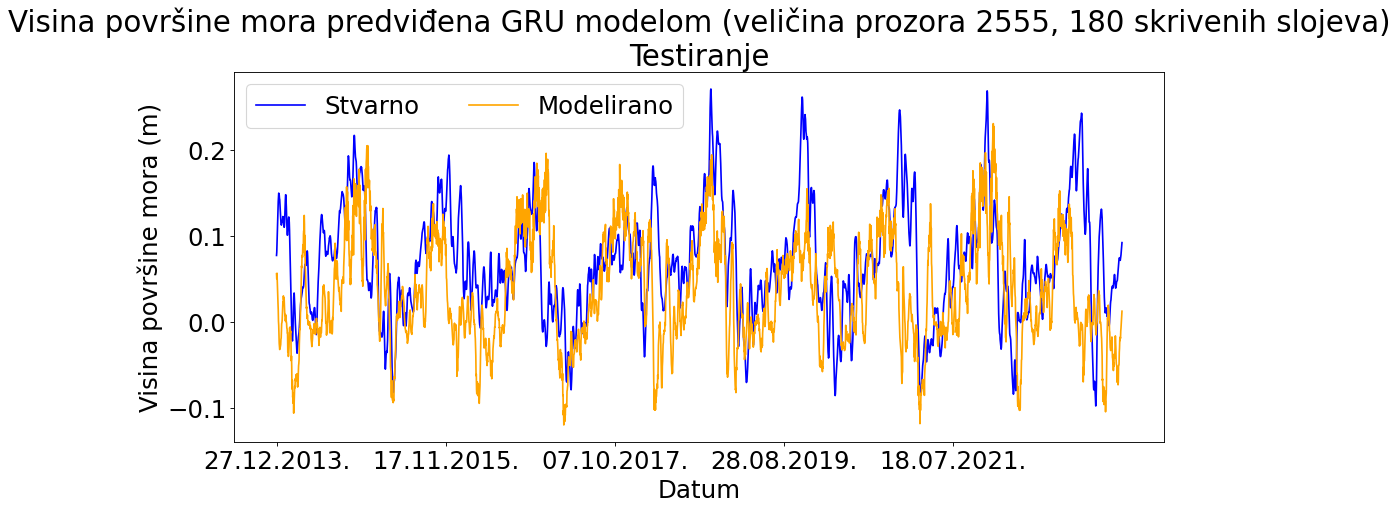 Visina površine mora predviđena GRU modelom (veličina prozora 2555, 180 skrivenih slojeva)
Testiranje
Stvarno Modelirano
Visina površine mora (m)
0.2
0.1
0.0
−0.1
27.12.2013. 17.11.2015. 07.10.2017. 28.08.2019. 18.07.2021.
Datum